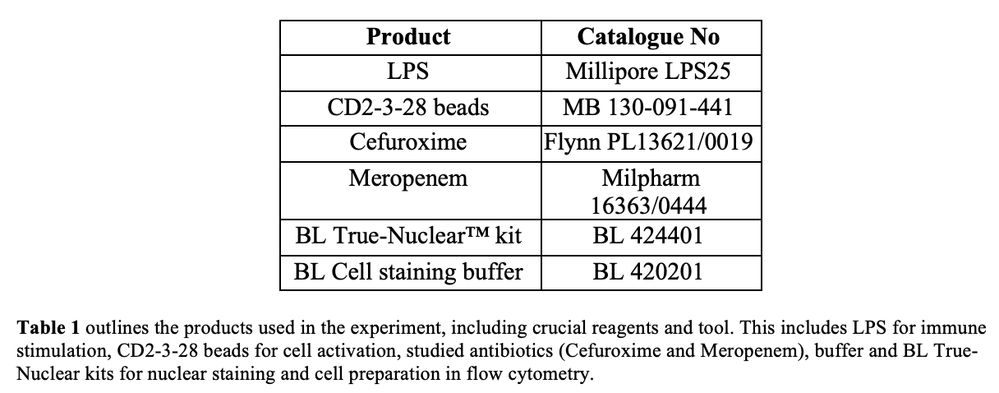 Product Catalogue No
LPS Millipore LPS25
CD2-3-28 beads MB 130-091-441
Cefuroxime Flynn PL13621/0019
Meropenem Milpharm
16363/0444
BL True-Nuclear™ kit BL 424401
BL Cell staining buffer BL 420201
Table 1 outlines the products used in the experiment, including crucial reagents and tool. This includes LPS for immune
stimulation, CD2-3-28 beads for cell activation, studied antibiotics (Cefuroxime and Meropenem), buffer and BL True-
Nuclear kits for nuclear staining and cell preparation in flow cytometry.